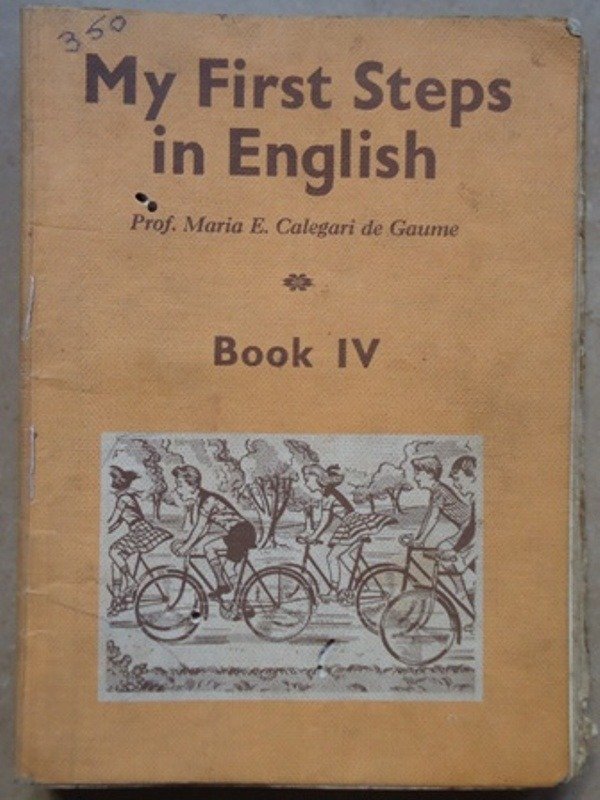 350
My First Steps
in English
Prof. Maria E. Calegari de Gaume
Book IV